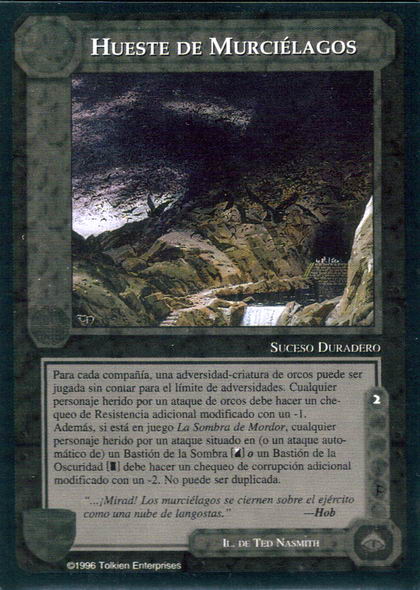 Hueste de Murciélagos
Suceso Duradero
Para cada compañía, una adversidad-criatura de orcos puede ser
jugada sin contar para el límite de adversidades. Cualquier
personaje herido por un ataque de orcos debe hacer un che-
queo de Resistencia adicional modificado con un -1.
Además, si está en juego La Sombra de Mordor, cualquier
personaje herido por un ataque situado en (o un ataque auto-
mático de) un Bastión de la Sombra [] o un Bastión de la
Oscuridad [] debe hacer un chequeo de corrupción adicional
modificado con un -2. No puede ser duplicada.
2
"...¡Mirad! Los murciélagos se ciernen sobre el ejército
como una nube de langostas." —Hob
Il. de Ted Nasmith
©1996 Tolkien Enterprises